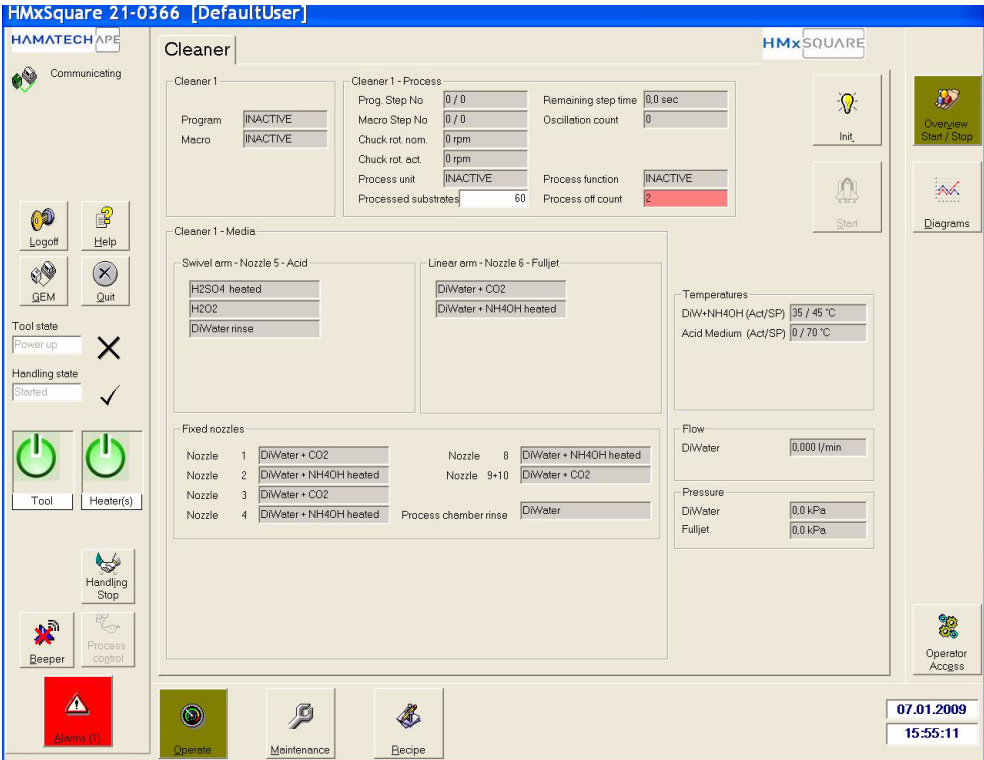 HMxSquare 21-0366 [DefaultUser]
HAMATECH APE
Communicating
Logoff
Help
GEM
Quit
Tool state
Power up
Handling state
Started
Tool
Heater(s)
Handling
Stop
Beeper
Process
control
Alarms (1)
Cleaner
HMxSQUARE
Cleaner 1
Program INACTIVE
Macro INACTIVE
Cleaner 1 - Process
Prog. Step No 0 / 0 Remaining step time 0,0 sec
Macro Step No 0 / 0 Oscillation count 0
Chuck rot. nom. 0 rpm
Chuck rot. act. 0 rpm
Process unit INACTIVE Process function INACTIVE
Processed substrates 60 Process off count 2
Init.
Start
Cleaner 1 - Media
Swivel arm - Nozzle 5 - Acid
H2SO4 heated
H2O2
DiWater rinse
Linear arm - Nozzle 6 - Fulljet
DiWater + CO2
DiWater + NH4OH heated
Fixed nozzles
Nozzle 1 DiWater + CO2 Nozzle 8 DiWater + NH4OH heated
Nozzle 2 DiWater + NH4OH heated Nozzle 9+10 DiWater + CO2
Nozzle 3 DiWater + CO2
Nozzle 4 DiWater + NH4OH heated Process chamber rinse DiWater
Temperatures
DiW+NH4OH (Act/SP) 35 / 45 °C
Acid Medium (Act/SP) 0 / 70 °C
Flow
DiWater 0,000 l/min
Pressure
DiWater 0,0 kPa
Fulljet 0,0 kPa
Overview
Start / Stop
Diagrams
Operator
Access
Operate
Maintenance
Recipe
07.01.2009
15:55:11